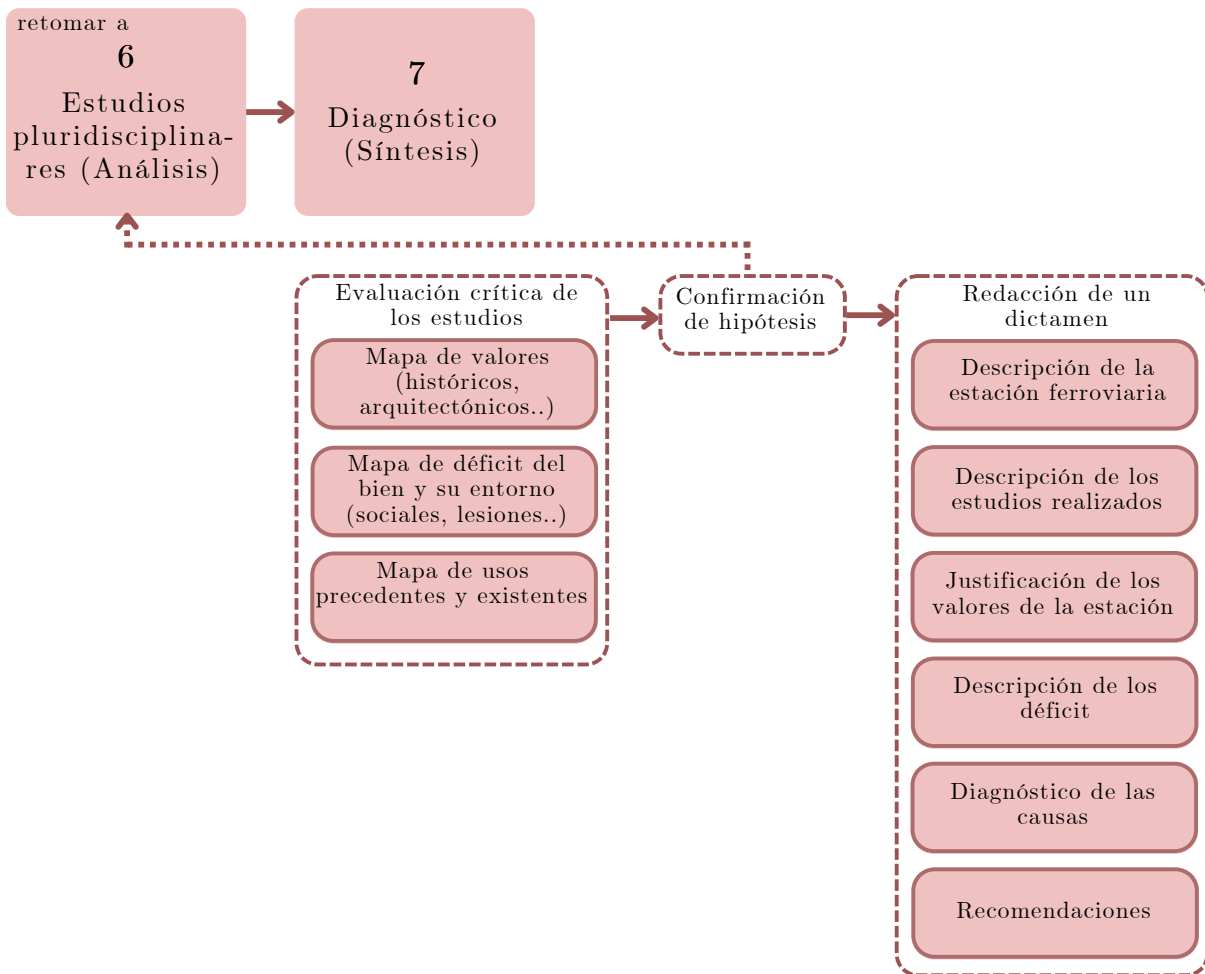 retomar a
6
Estudios
pluridisciplina-
res (Análisis)
7
Diagnóstico
(Síntesis)
Evaluación crítica de
los estudios
Mapa de valores
(históricos,
arquitectónicos..)
Mapa de déficit del
bien y su entorno
(sociales, lesiones..)
Mapa de usos
precedentes y existentes
Confirmación
de hipótesis
Redacción de un
dictamen
Descripción de la
estación ferroviaria
Descripción de los
estudios realizados
Justificación de los
valores de la estación
Descripción de los
déficit
Diagnóstico de las
causas
Recomendaciones